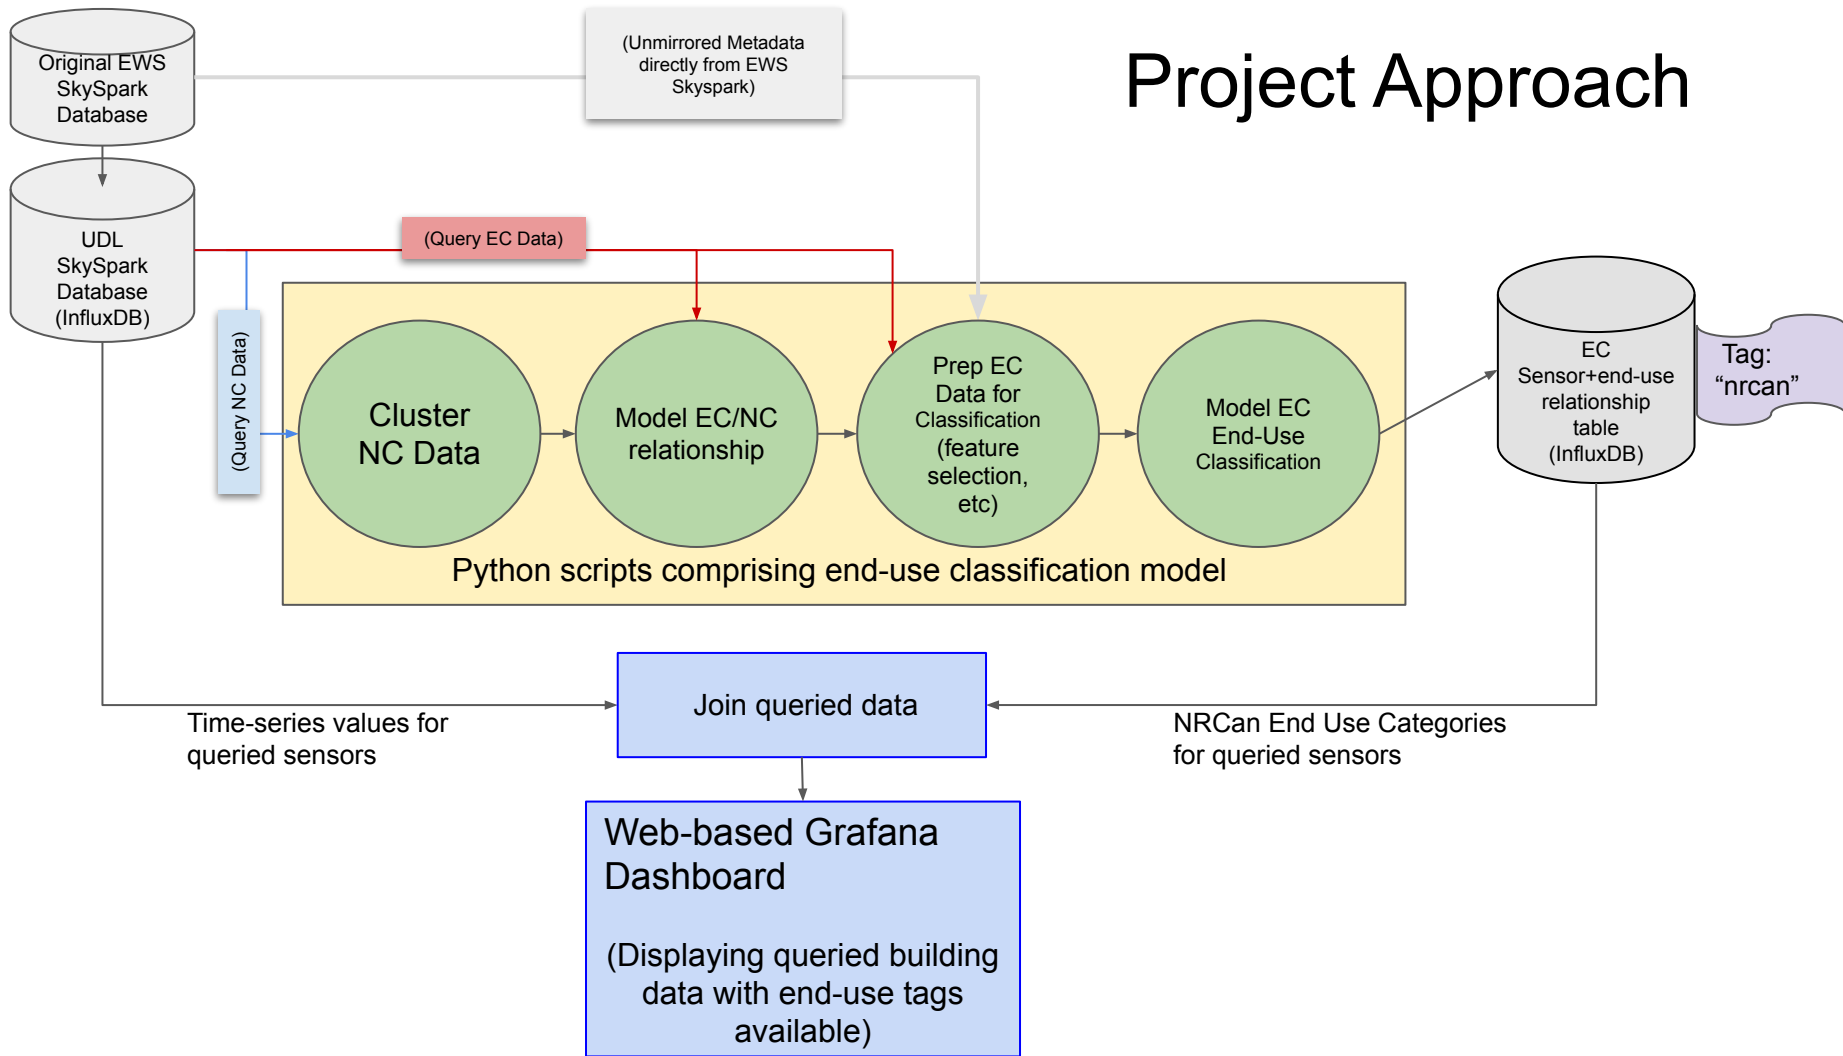 Project Approach
Original EWS
SkySpark
Database
(Unmirrored Metadata
directly from EWS
Skyspark)
UDL
SkySpark
Database
(InfluxDB)
(Query EC Data)
(Query NC Data)
Cluster
NC Data
Model EC/NC
relationship
Prep EC
Data for
Classification
(feature
selection,
etc)
Model EC
End-Use
Classification
Python scripts comprising end-use classification model
EC
Sensor+end-use
relationship
table
(InfluxDB)
Tag:
“nrcan”
Time-series values for
queried sensors
Join queried data
NRCan End Use Categories
for queried sensors
Web-based Grafana
Dashboard
(Displaying queried building
data with end-use tags
available)